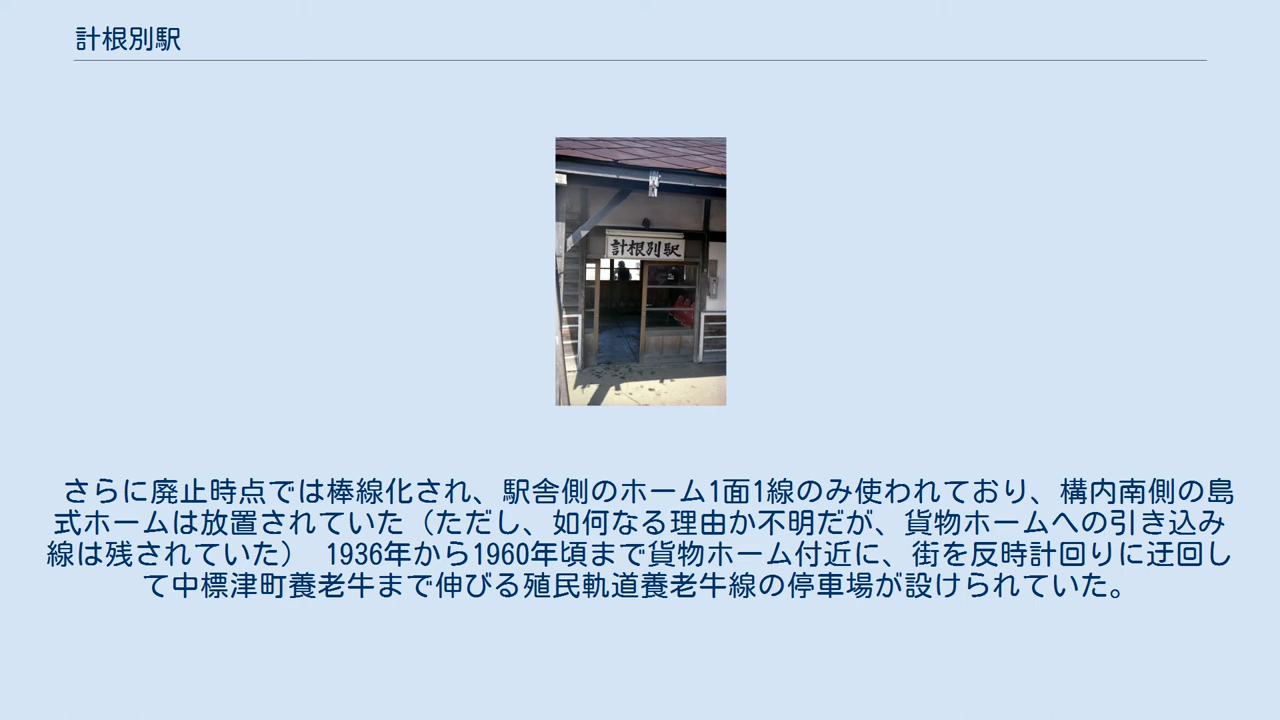 計根別駅
計根別駅
さらに廃止時点では棒線化され、駅舎側のホーム1面1線のみ使われており、構内南側の島
式ホームは放置されていた（ただし、如何なる理由か不明だが、貨物ホームへの引き込み
線は残されていた） 1936年から1960年頃まで貨物ホーム付近に、街を反時計回りに迂回し
て中標津町養老牛まで伸びる殖民軌道養老牛線の停車場が設けられていた。